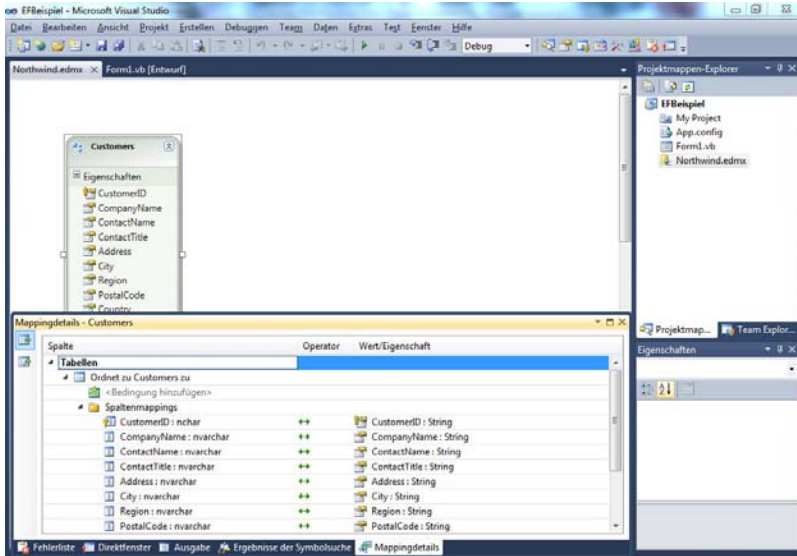 EFBeispiel - Microsoft Visual Studio
Datei Bearbeiten Ansicht Projekt Erstellen Debuggen Team Daten Extras Test Fenster Hilfe
Debug
Northwind.edmx Form1.vb [Entwurf]
Projektmappen-Explorer
EFBeispiel
My Project
App.config
Form1.vb
Northwind.edmx
Customers
Eigenschaften
CustomerID
CompanyName
ContactName
ContactTitle
Address
City
Region
PostalCode
Country
Projektmap... Team Explor...
Eigenschaften
Mappingdetails - Customers
Spalte Operator Wert/Eigenschaft
Tabellen
Ordnet zu Customers zu
<Bedingung hinzufügen>
Spaltenmappings
CustomerID : nchar CustomerID : String
CompanyName : nvarchar CompanyName : String
ContactName : nvarchar ContactName : String
ContactTitle : nvarchar ContactTitle : String
Address : nvarchar Address : String
City : nvarchar City : String
Region : nvarchar Region : String
PostalCode : nvarchar PostalCode : String
Fehlerliste Direktfenster Ausgabe Ergebnisse der Symbolsuche Mappingdetails